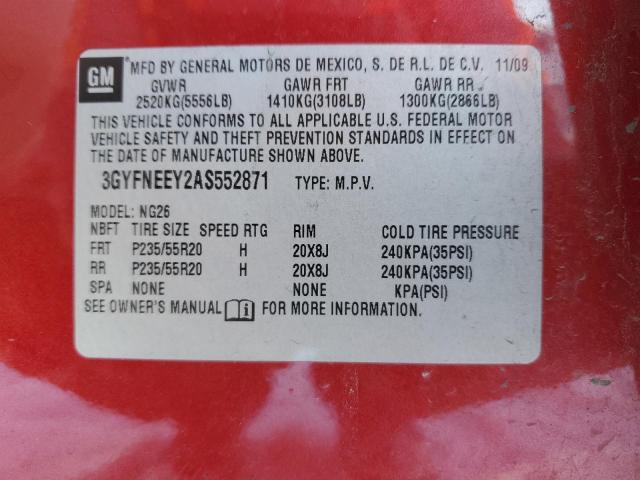 GM MFD BY GENERAL MOTORS DE MEXICO, S. DE R.L. DE C.V. 11/09
GVWR GAWR FRT GAWR RR
2520KG(5556LB) 1410KG(3108LB) 1300KG(2866LB)
THIS VEHICLE CONFORMS TO ALL APPLICABLE U.S. FEDERAL MOTOR
VEHICLE SAFETY AND THEFT PREVENTION STANDARDS IN EFFECT ON
THE DATE OF MANUFACTURE SHOWN ABOVE.
3GYFNEEY2AS552871 TYPE: M.P.V.
MODEL: NG26
NBFT TIRE SIZE SPEED RTG RIM COLD TIRE PRESSURE
FRT P235/55R20 H 20X8J 240KPA(35PSI)
RR P235/55R20 H 20X8J 240KPA(35PSI)
SPA NONE NONE KPA(PSI)
SEE OWNER'S MANUAL i FOR MORE INFORMATION.